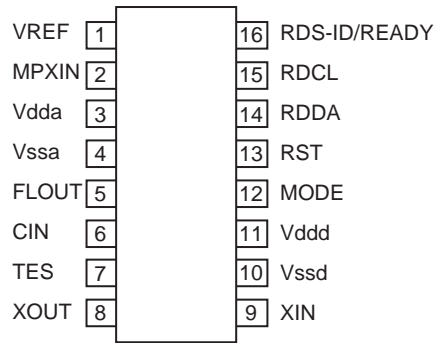 VREF 1 16 RDS-ID/READY
MPXIN 2 15 RDCL
Vdda 3 14 RDDA
Vssa 4 13 RST
FLOUT 5 12 MODE
CIN 6 11 Vddd
TES 7 10 Vssd
XOUT 8 9 XIN